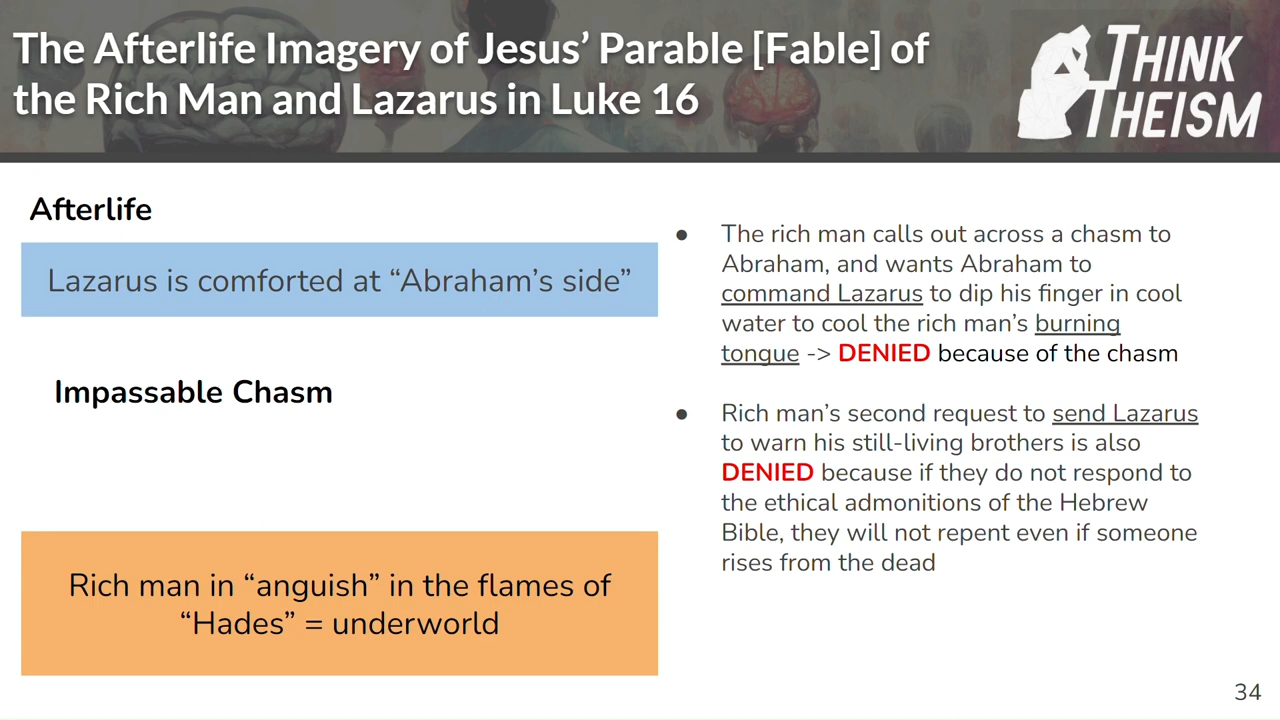 The Afterlife Imagery of Jesus’ Parable [Fable] of
the Rich Man and Lazarus in Luke 16
THINK
THEISM
Afterlife
Lazarus is comforted at “Abraham’s side”
Impassable Chasm
Rich man in “anguish” in the flames of
“Hades” = underworld
● The rich man calls out across a chasm to
Abraham, and wants Abraham to
command Lazarus to dip his finger in cool
water to cool the rich man’s burning
tongue -> DENIED because of the chasm
● Rich man’s second request to send Lazarus
to warn his still-living brothers is also
DENIED because if they do not respond to
the ethical admonitions of the Hebrew
Bible, they will not repent even if someone
rises from the dead
34